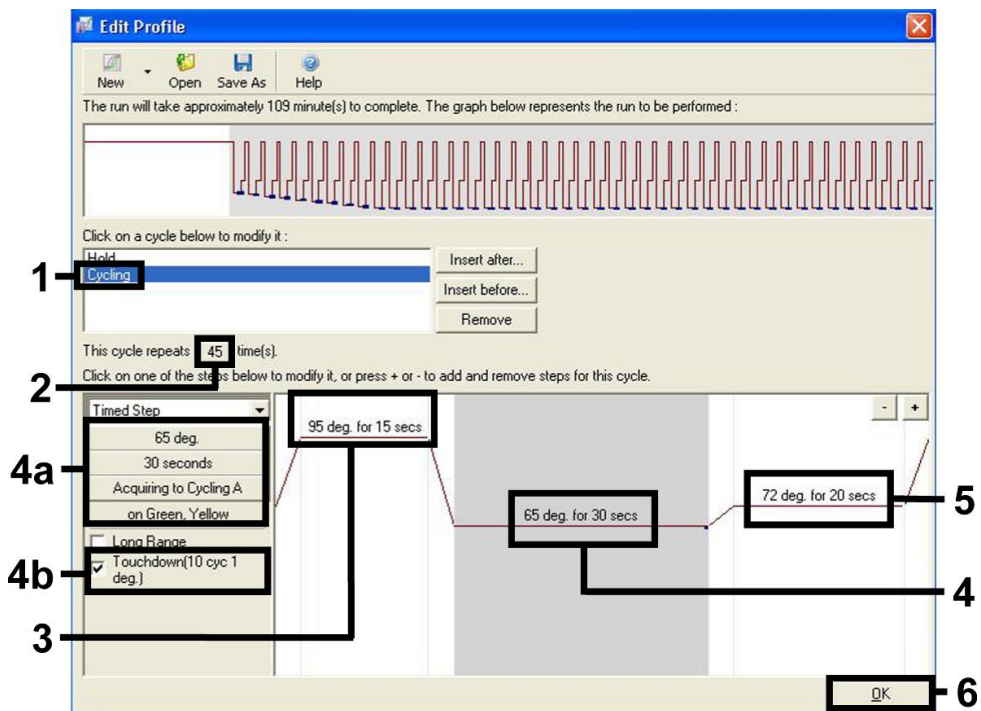 Edit Profile
New Open Save As Help
The run will take approximately 109 minute(s) to complete. The graph below represents the run to be performed :
Click on a cycle below to modify it :
Hold
Cycling
Insert after...
Insert before...
Remove
1
This cycle repeats 45 time(s).
2
Click on one of the steps below to modify it, or press + or - to add and remove steps for this cycle.
Timed Step
- +
65 deg.
30 seconds
Acquiring to Cycling A
on Green, Yellow
4a
Long Range
Touchdown(10 cyc 1
deg.)
4b
95 deg. for 15 secs
3
65 deg. for 30 secs
4
72 deg. for 20 secs
5
OK
6